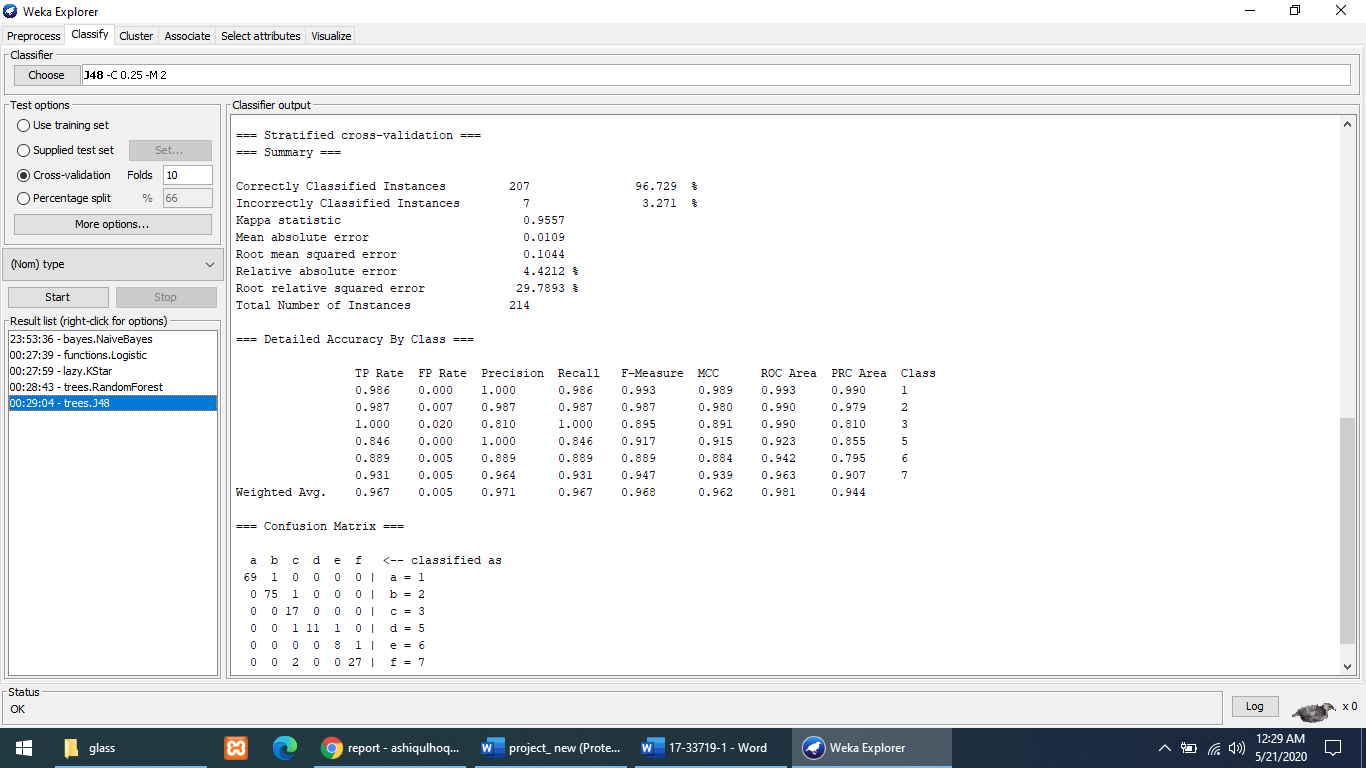 Weka Explorer
Preprocess Classify Cluster Associate Select attributes Visualize
Classifier
Choose J48 -C 0.25 -M 2
Test options
Use training set
Supplied test set Set...
Cross-validation Folds 10
Percentage split % 66
More options...
(Nom) type
Start Stop
Result list (right-click for options)
23:53:36 - bayes.NaiveBayes
00:27:39 - functions.Logistic
00:27:59 - lazy.KStar
00:28:43 - trees.RandomForest
00:29:04 - trees.J48
Classifier output
=== Stratified cross-validation ===
=== Summary ===
Correctly Classified Instances 207 96.729 %
Incorrectly Classified Instances 7 3.271 %
Kappa statistic 0.9557
Mean absolute error 0.0109
Root mean squared error 0.1044
Relative absolute error 4.4212 %
Root relative squared error 29.7893 %
Total Number of Instances 214
=== Detailed Accuracy By Class ===
TP Rate FP Rate Precision Recall F-Measure MCC ROC Area PRC Area Class
0.986 0.000 1.000 0.986 0.993 0.989 0.993 0.990 1
0.987 0.007 0.987 0.987 0.987 0.980 0.990 0.979 2
1.000 0.020 0.810 1.000 0.895 0.891 0.990 0.810 3
0.846 0.000 1.000 0.846 0.917 0.915 0.923 0.855 5
0.889 0.005 0.889 0.889 0.889 0.884 0.942 0.795 6
0.931 0.005 0.964 0.931 0.947 0.939 0.963 0.907 7
Weighted Avg. 0.967 0.005 0.971 0.967 0.968 0.962 0.981 0.944
=== Confusion Matrix ===
a b c d e f <-- classified as
69 1 0 0 0 0 | a = 1
0 75 1 0 0 0 | b = 2
0 0 17 0 0 0 | c = 3
0 0 1 11 1 0 | d = 5
0 0 0 0 8 1 | e = 6
0 0 2 0 0 27 | f = 7
Status
OK
Log x 0
glass
report - ashiqulhoq...
project_ new (Prote...
17-33719-1 - Word
Weka Explorer
12:29 AM
5/21/2020